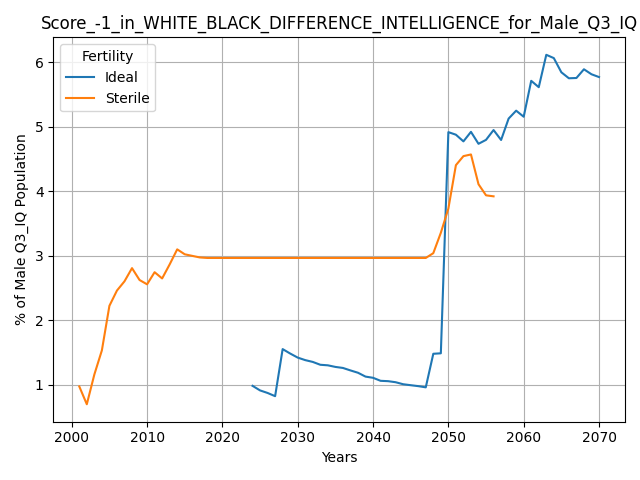 Score_-1_in_WHITE_BLACK_DIFFERENCE_INTELLIGENCE_for_Male_Q3_IQ
Fertility
Ideal
Sterile
% of Male Q3_IQ Population
6
5
4
3
2
1
2000 2010 2020 2030 2040 2050 2060 2070
Years